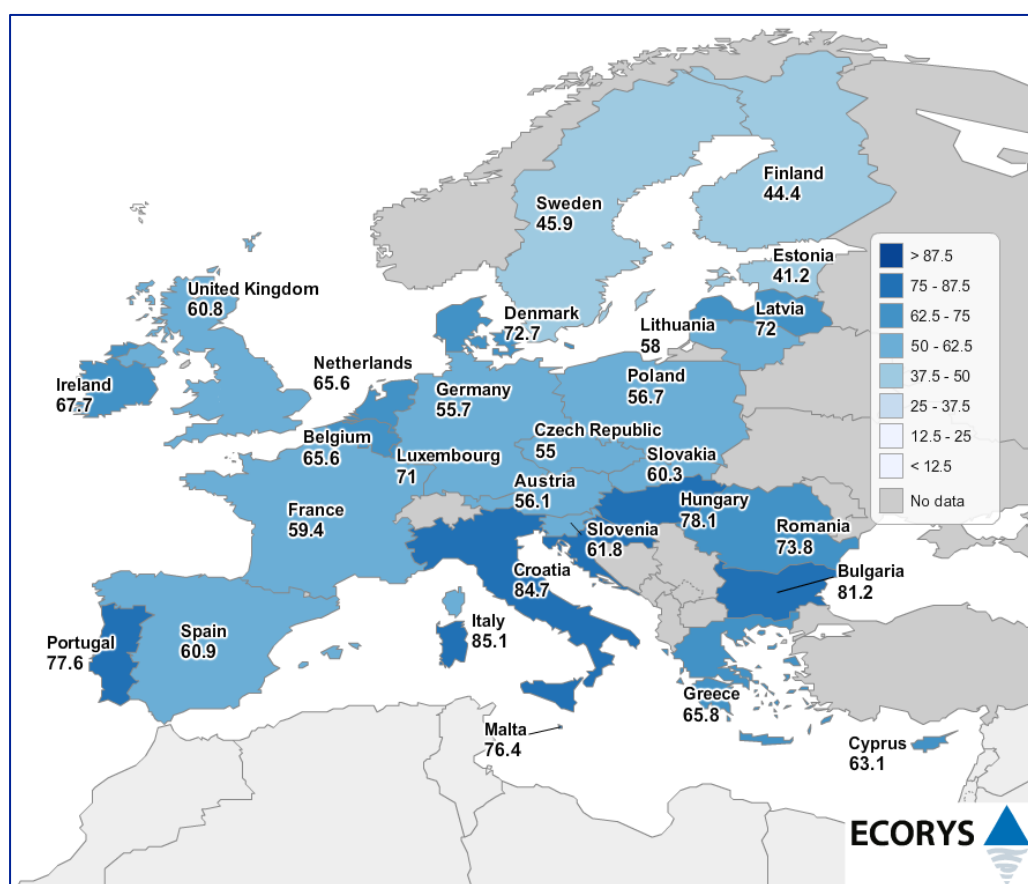 Finland
44.4
Sweden
45.9
Estonia
41.2
> 87.5
75 - 87.5
62.5 - 75
50 - 62.5
37.5 - 50
25 - 37.5
12.5 - 25
< 12.5
No data
United Kingdom
60.8
Denmark
72.7
Latvia
72
Lithuania
58
Netherlands
65.6
Ireland
67.7
Germany
55.7
Poland
56.7
Belgium
65.6
Czech Republic
55
Luxembourg
71
Slovakia
60.3
Austria
56.1
France
59.4
Hungary
78.1
Slovenia
61.8
Romania
73.8
Croatia
84.7
Bulgaria
81.2
Italy
85.1
Spain
60.9
Portugal
77.6
Greece
65.8
Malta
76.4
Cyprus
63.1
ECORYS